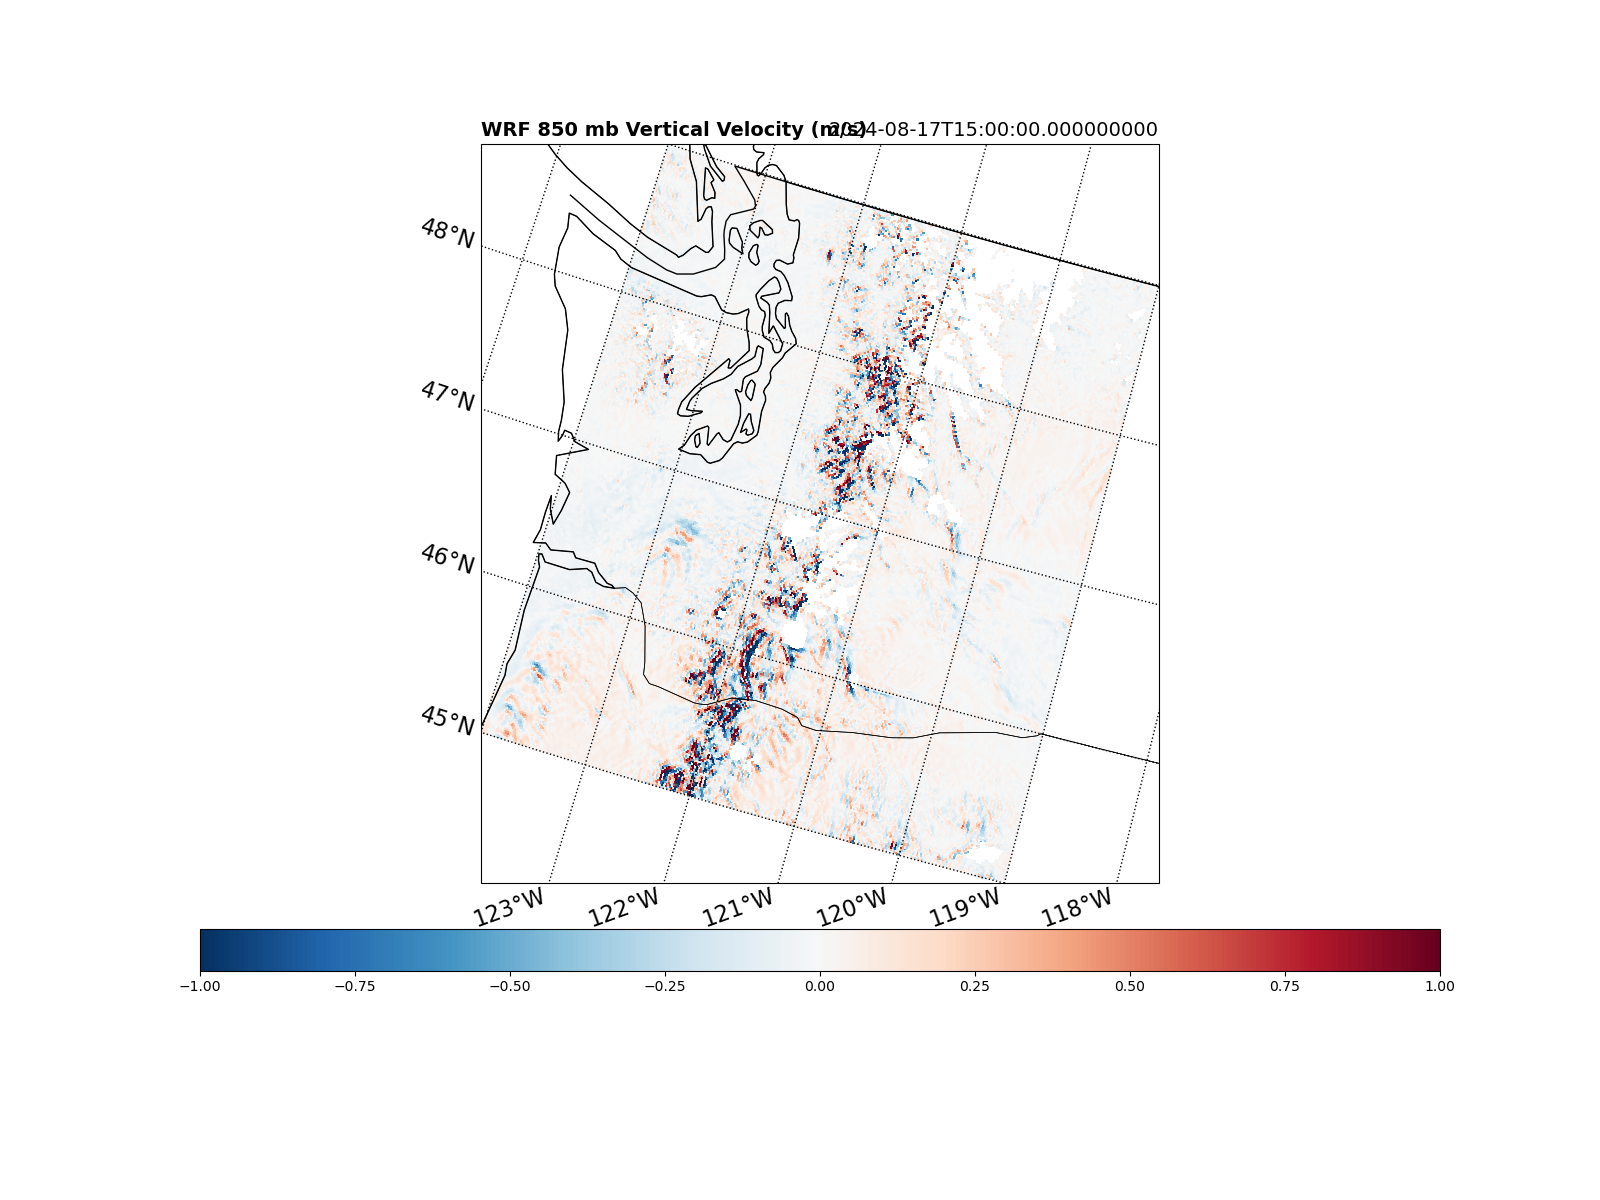 WRF 850 mb Vertical Velocity (m/s) 2024-08-17T15:00:00.000000000
48°N
47°N
46°N
45°N
123°W 122°W 121°W 120°W 119°W 118°W
−1.00 −0.75 −0.50 −0.25 0.00 0.25 0.50 0.75 1.00